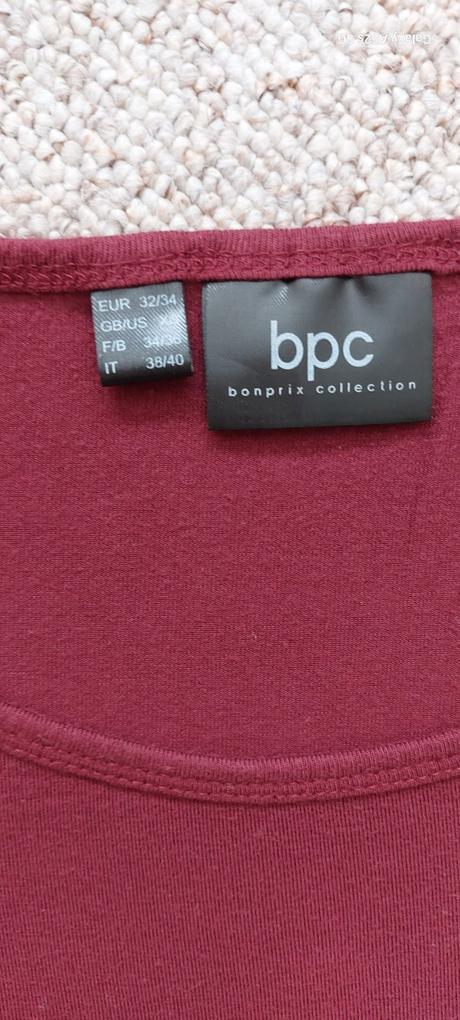 EUR 32/34
GB/US
F/B 34/36
IT 38/40
bpc
bonprix collection